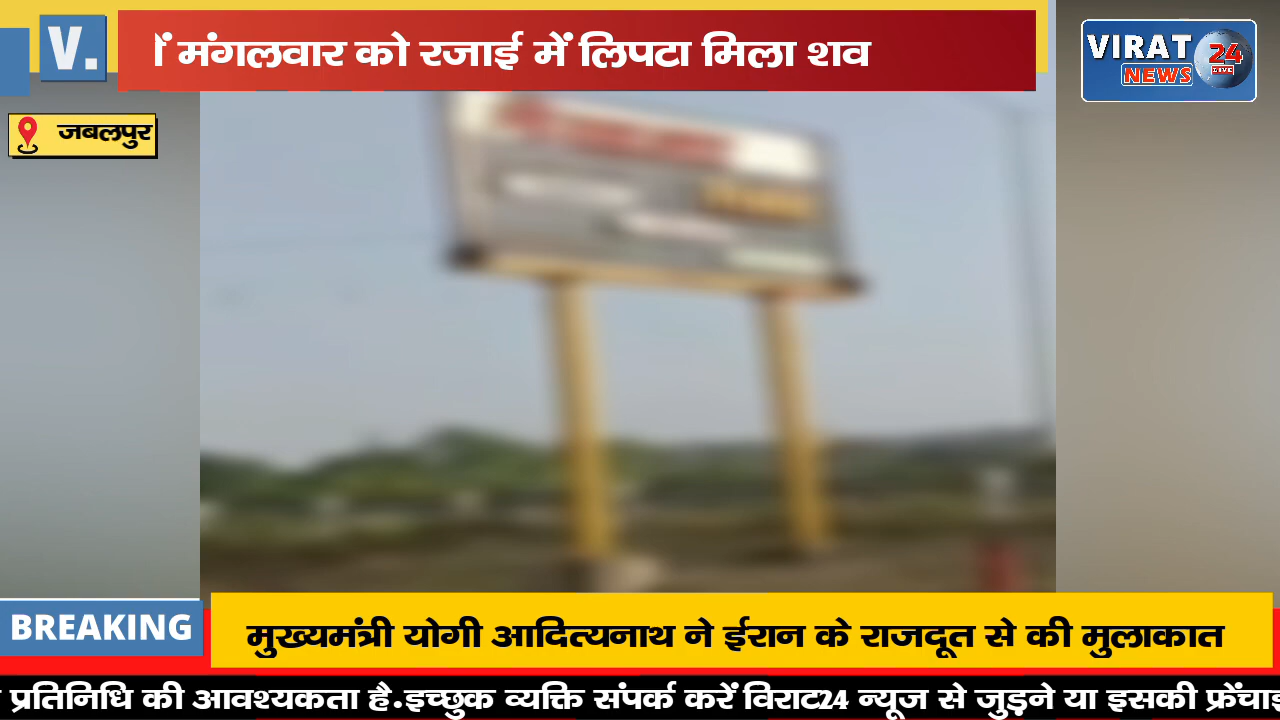 V.
मंगलवार को रजाई में लिपटा मिला शव
VIRAT
24
NEWS
LIVE
जबलपुर
BREAKING
मुख्यमंत्री योगी आदित्यनाथ ने ईरान के राजदूत से की मुलाकात
प्रतिनिधि की आवश्यकता है.इच्छुक व्यक्ति संपर्क करें विराट24 न्यूज से जुड़ने या इसकी